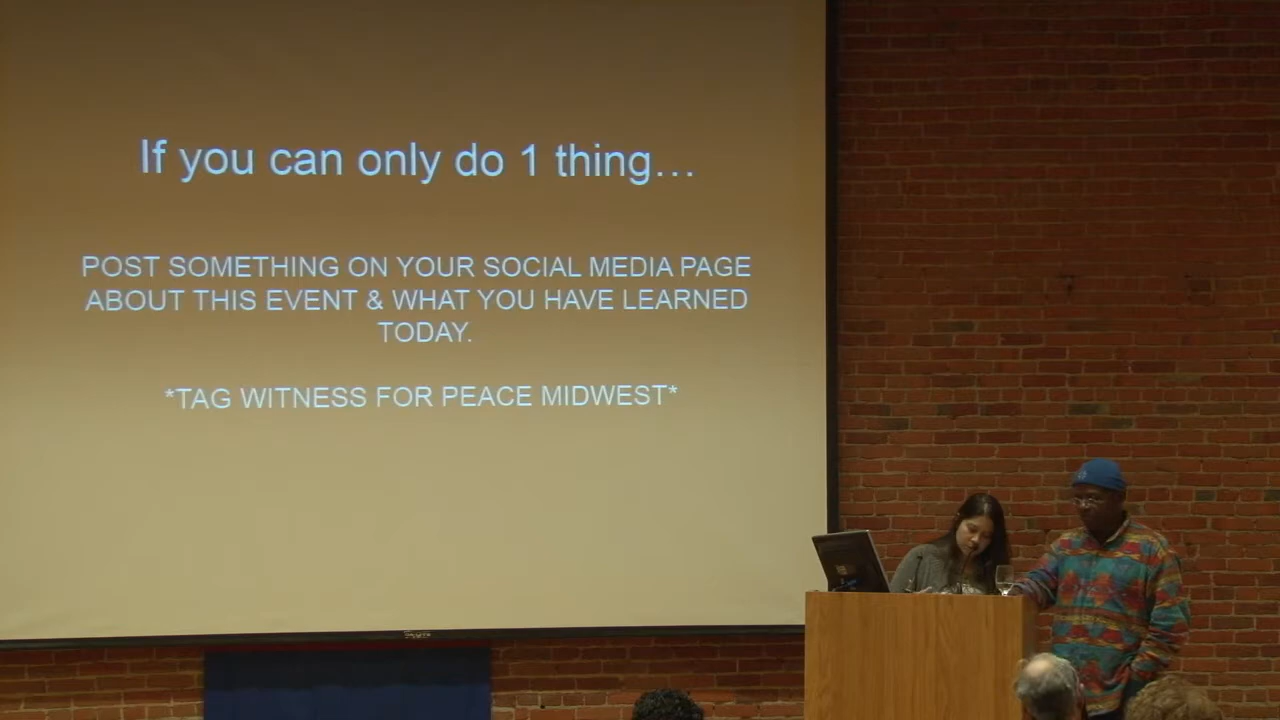 If you can only do 1 thing...
POST SOMETHING ON YOUR SOCIAL MEDIA PAGE
ABOUT THIS EVENT & WHAT YOU HAVE LEARNED
TODAY.
*TAG WITNESS FOR PEACE MIDWEST*